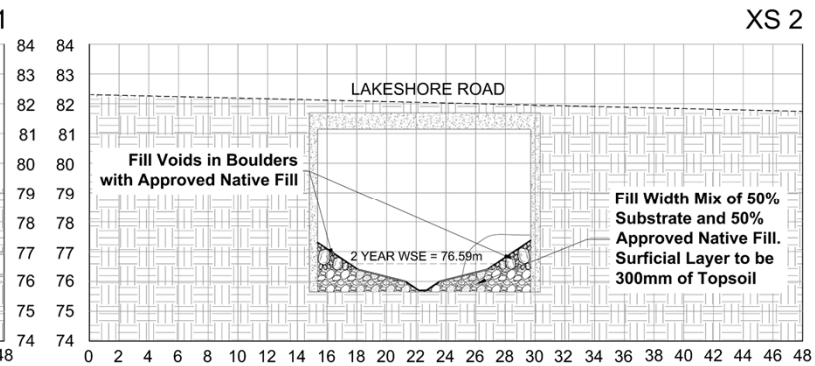 1
XS 2
84
82
81
80
79
78
77
76
75
74
48
84
83
82
81
80
79
78
77
76
75
74
LAKESHORE ROAD
Fill Voids in Boulders
with Approved Native Fill
Fill Width Mix of 50%
Substrate and 50%
Approved Native Fill.
Surficial Layer to be
300mm of Topsoil
2 YEAR WSE = 76.59m
0 2 4 6 8 10 12 14 16 18 20 22 24 26 28 30 32 34 36 38 40 42 44 46 48